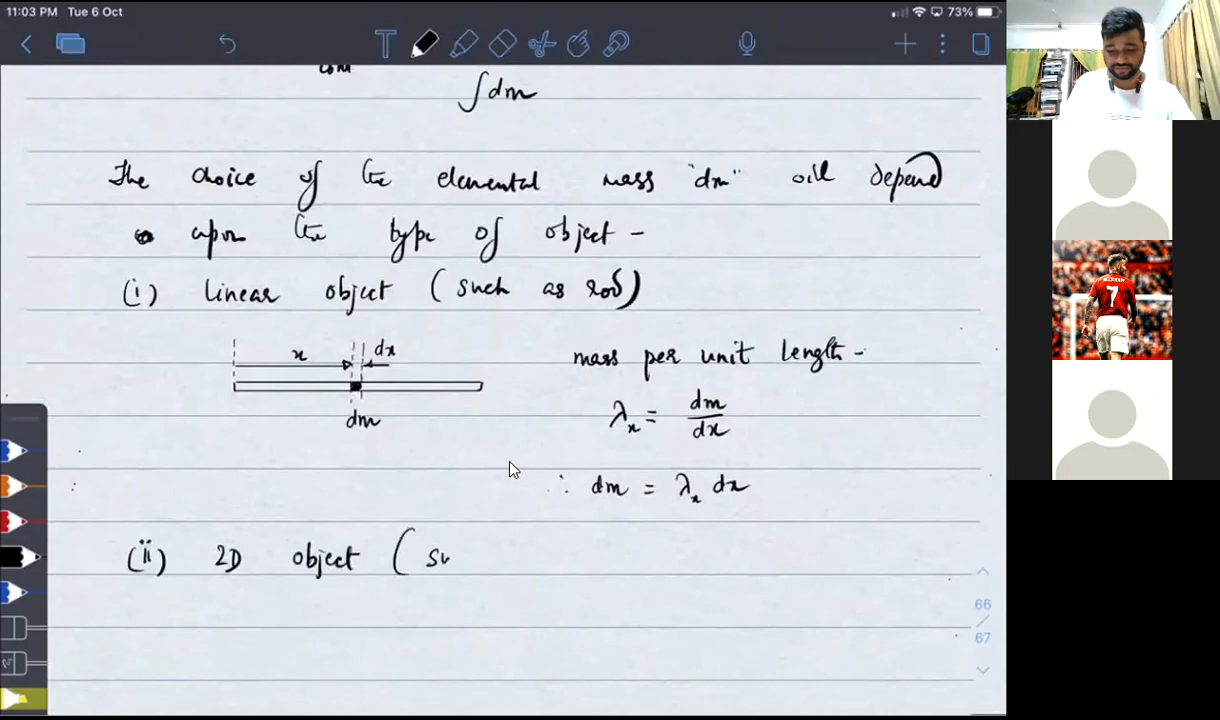 11:03 PM Tue 6 Oct 73%
com
∫dm
The choice of the elemental mass "dm" will depend
upon the type of object -
(i) linear object (such as rod)
x dx
dm
mass per unit length -
λx = dm/dx
∴ dm = λx dx
(ii) 2D object (su
66
/
67
7